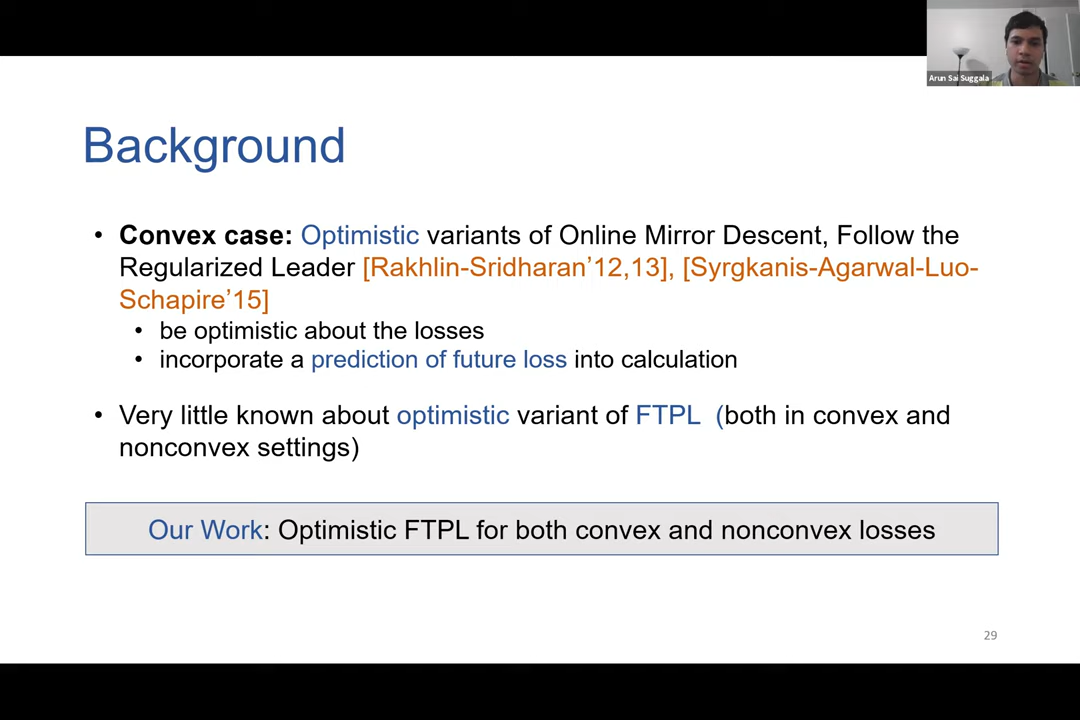 Arun Sai Suggala
Background
• Convex case: Optimistic variants of Online Mirror Descent, Follow the
Regularized Leader [Rakhlin-Sridharan’12,13], [Syrgkanis-Agarwal-Luo-
Schapire’15]
• be optimistic about the losses
• incorporate a prediction of future loss into calculation
• Very little known about optimistic variant of FTPL (both in convex and
nonconvex settings)
Our Work: Optimistic FTPL for both convex and nonconvex losses
29